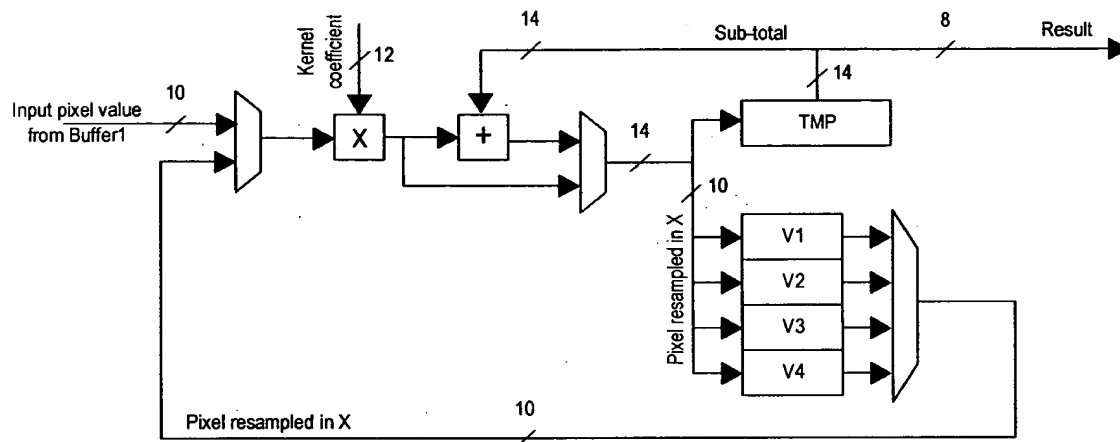 14
Sub-total
8
Result
Kernel
coefficient
12
14
Input pixel value
from Buffer1
10
X
+
14
TMP
10
Pixel resampled in X
V1
V2
V3
V4
Pixel resampled in X
10